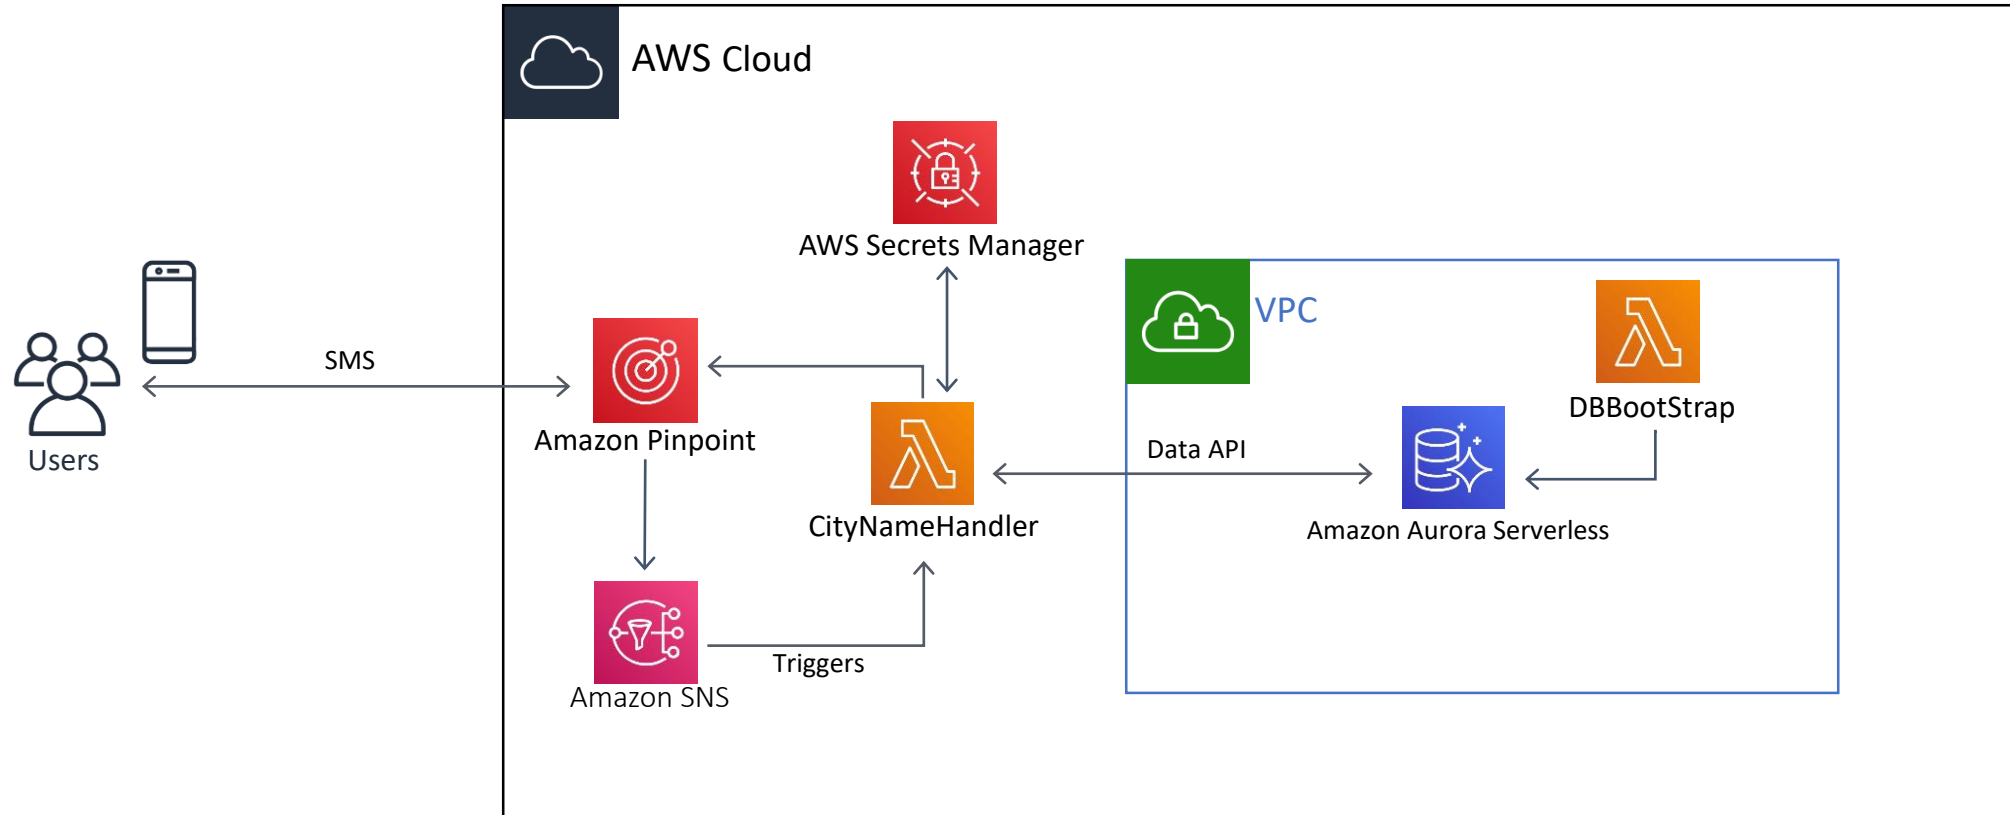 AWS Cloud
AWS Secrets Manager
VPC
SMS
DBBootStrap
Amazon Pinpoint
Data API
Users
CityNameHandler
Amazon Aurora Serverless
Triggers
Amazon SNS